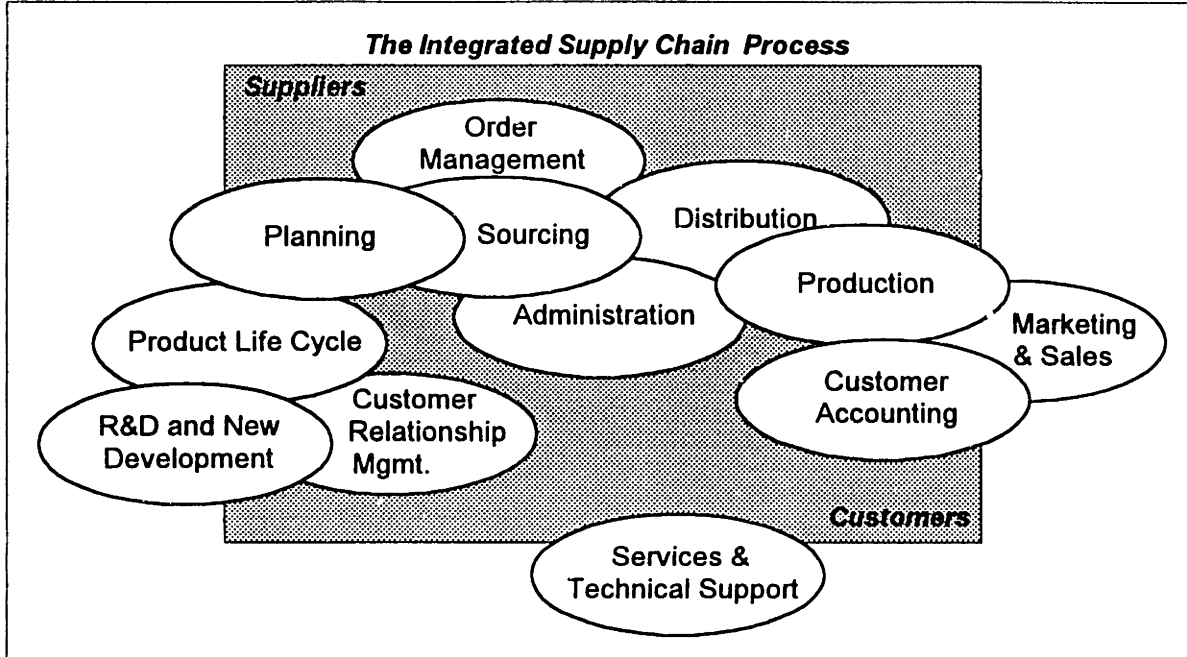 The Integrated Supply Chain Process
Suppliers
Order
Management
Distribution
Planning
Sourcing
Production
Administration
Marketing
& Sales
Product Life Cycle
Customer
Accounting
Customer
Relationship
Mgmt.
R&D and New
Development
Customers
Services &
Technical Support